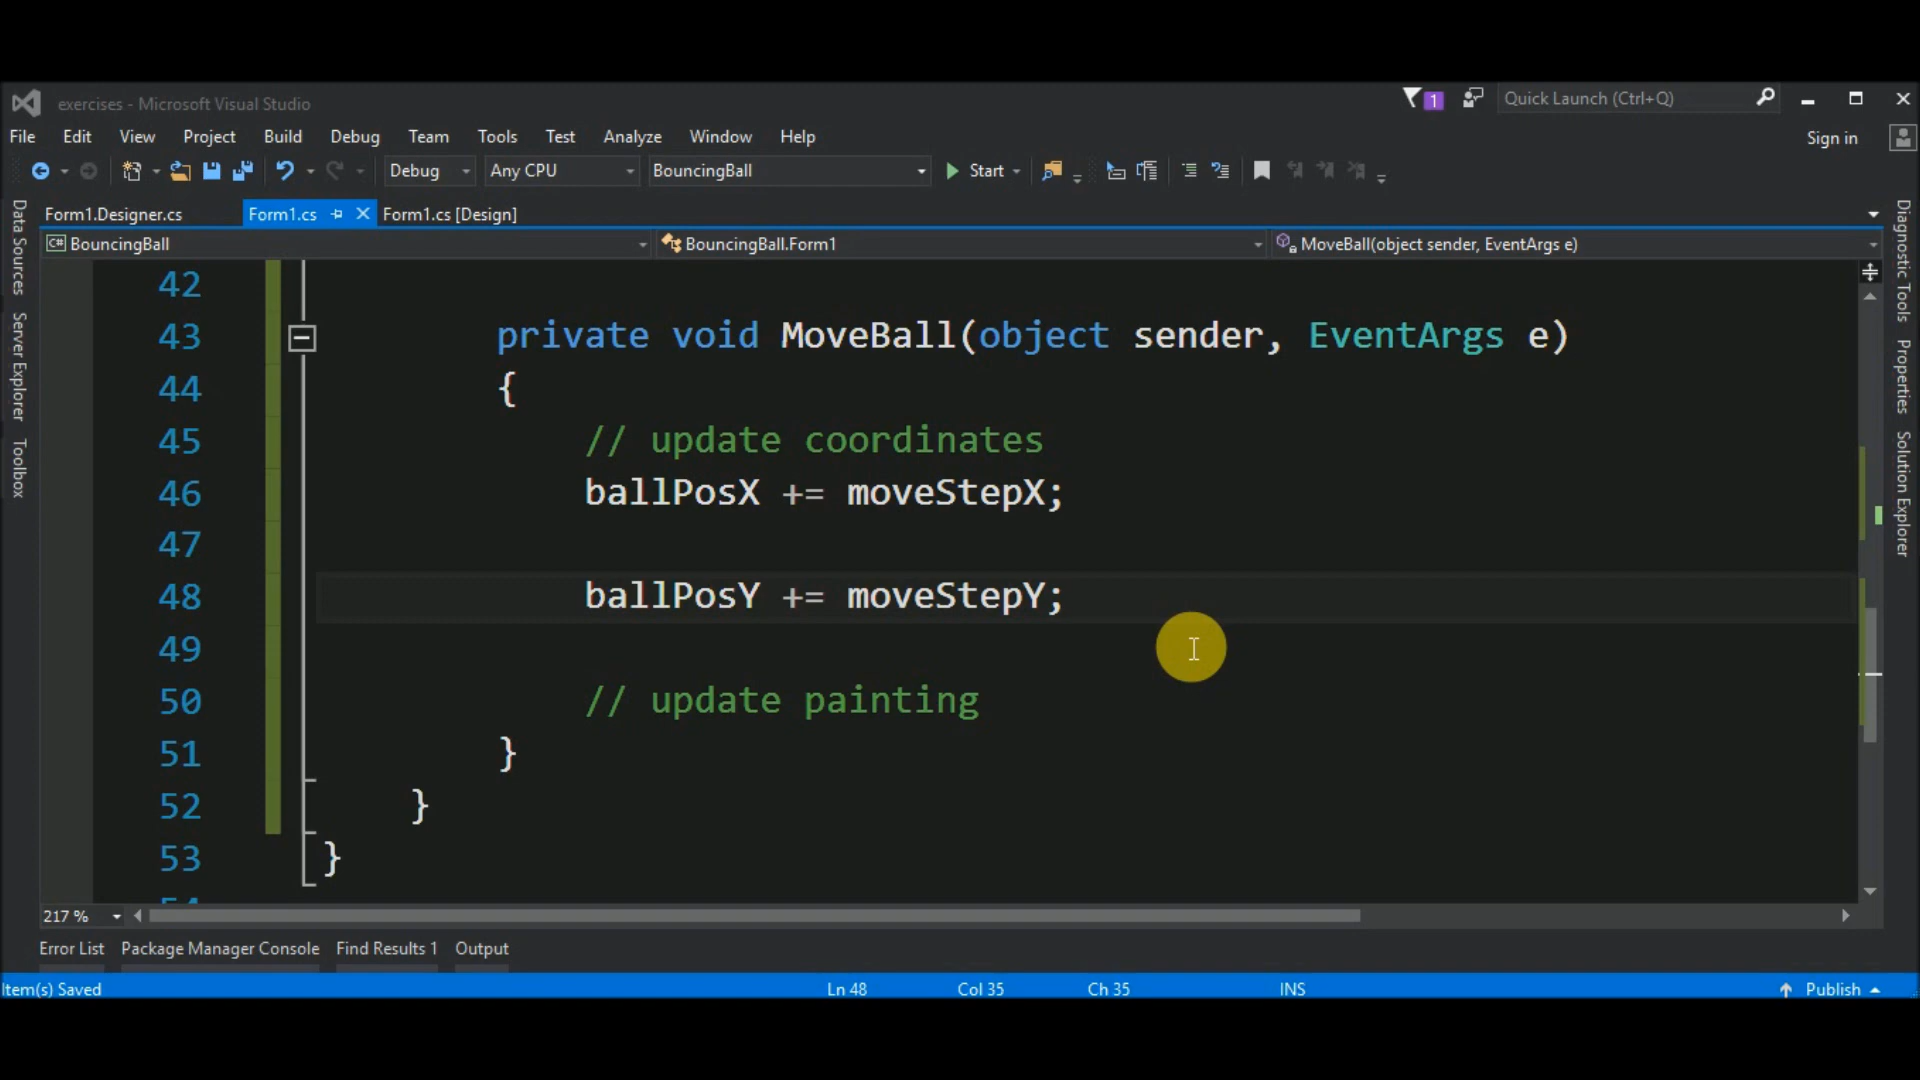 exercises - Microsoft Visual Studio
1
Quick Launch (Ctrl+Q)
File Edit View Project Build Debug Team Tools Test Analyze Window Help
Sign in
Debug Any CPU BouncingBall Start
Form1.Designer.cs Form1.cs Form1.cs [Design]
C# BouncingBall BouncingBall.Form1 MoveBall(object sender, EventArgs e)
Data Sources
Server Explorer
Toolbox
42
43 private void MoveBall(object sender, EventArgs e)
44 {
45 // update coordinates
46 ballPosX += moveStepX;
47
48 ballPosY += moveStepY;
49
50 // update painting
51 }
52 }
53 }
Diagnostic Tools
Properties
Solution Explorer
217 %
Error List Package Manager Console Find Results 1 Output
Item(s) Saved Ln 48 Col 35 Ch 35 INS Publish